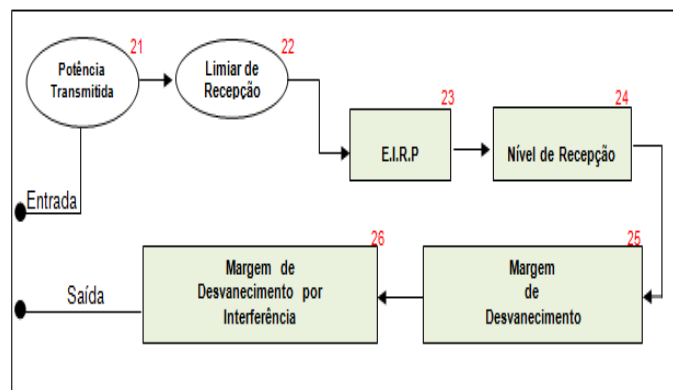 21
Potência
Transmitida
22
Limiar de
Recepção
23
E.I.R.P
24
Nível de Recepção
Entrada
25
Margem
de
Desvanecimento
26
Margem de
Desvanecimento por
Interferência
Saída